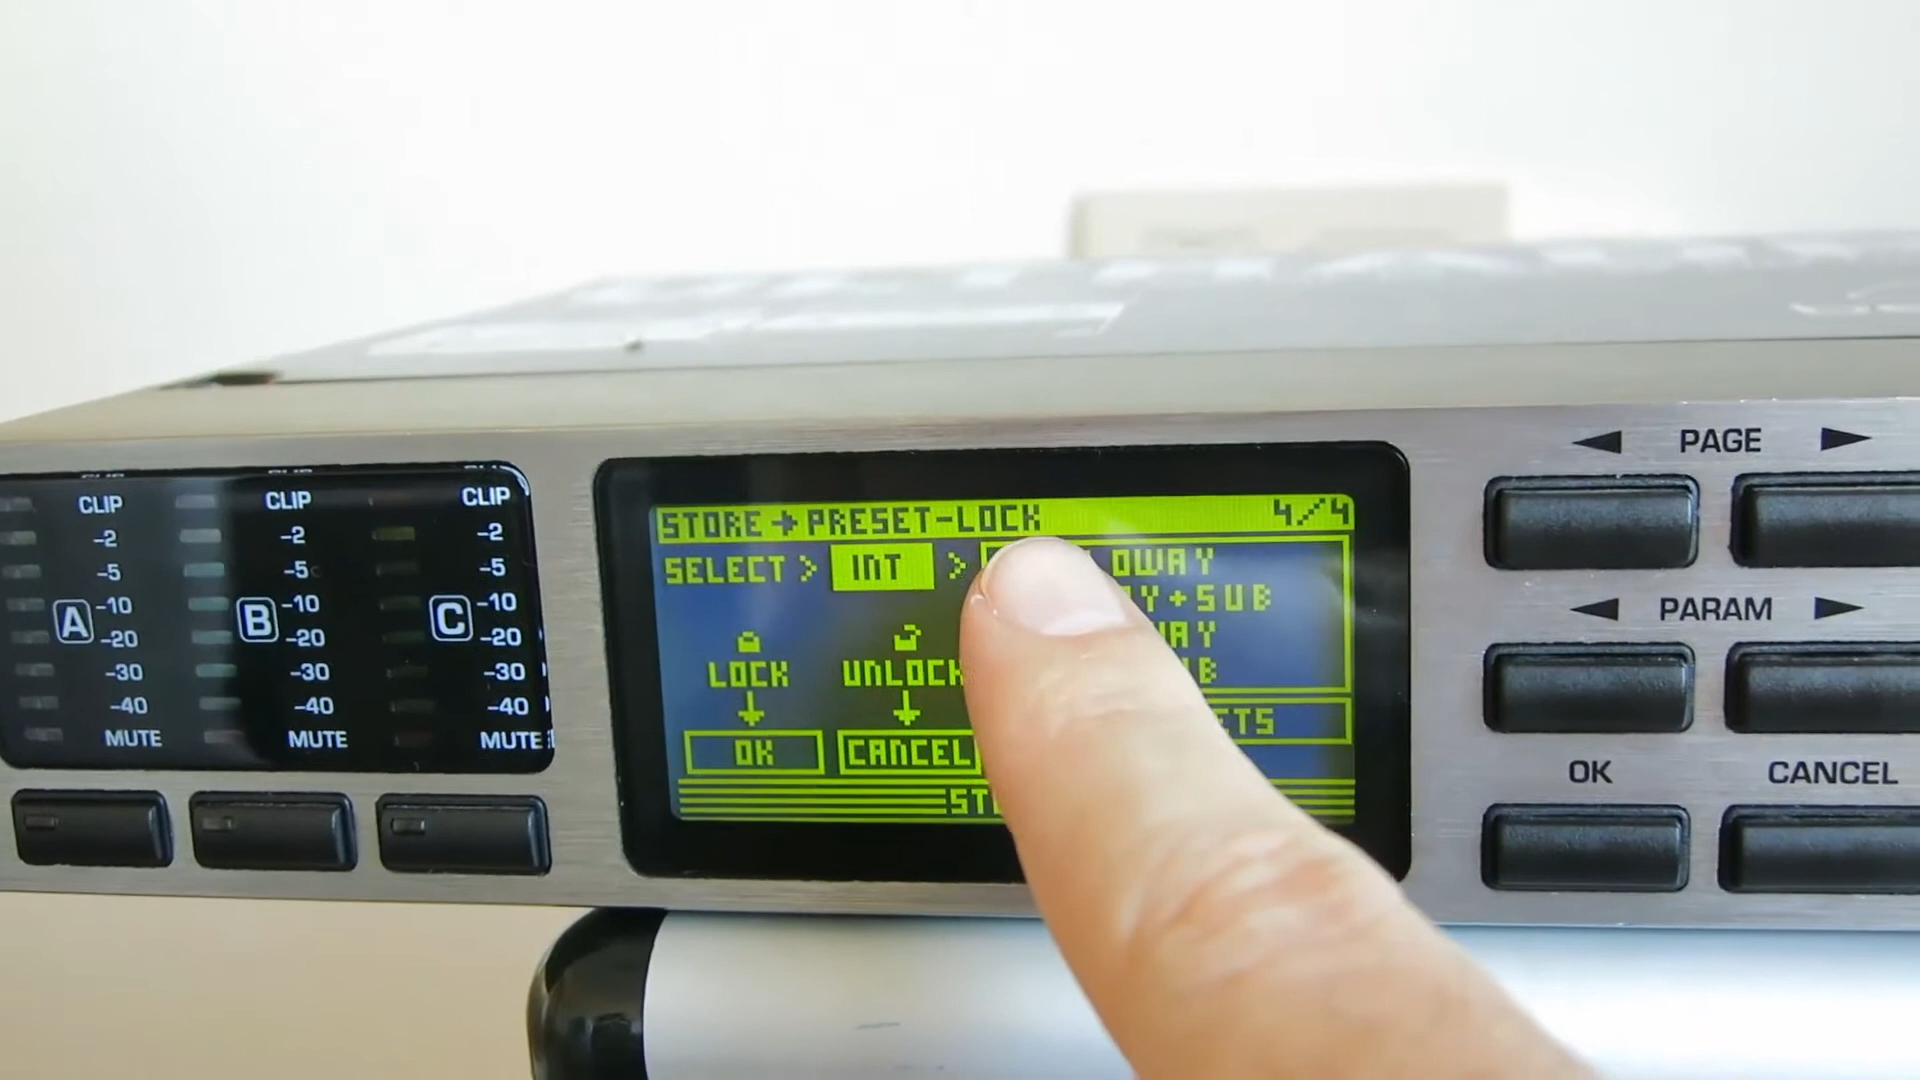 STORE → PRESET-LOCK 4/4
SELECT > INT >
LOCK
UNLOCK
OK
CANCEL
CLIP
-2
-5
-10
A
-20
-30
-40
MUTE
CLIP
-2
-5
-10
B
-20
-30
-40
MUTE
CLIP
-2
-5
-10
C
-20
-30
-40
MUTE
◄ PAGE ►
◄ PARAM ►
OK
CANCEL